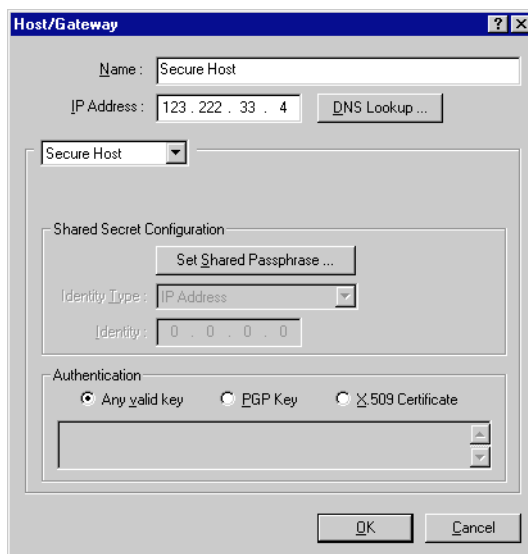 Host/Gateway
Name : Secure Host
IP Address : 123 . 222 . 33 . 4 DNS Lookup ...
Secure Host
Shared Secret Configuration
Set Shared Passphrase ...
Identity Type : IP Address
Identity : 0 . 0 . 0 . 0
Authentication
Any valid key PGP Key X.509 Certificate
OK Cancel